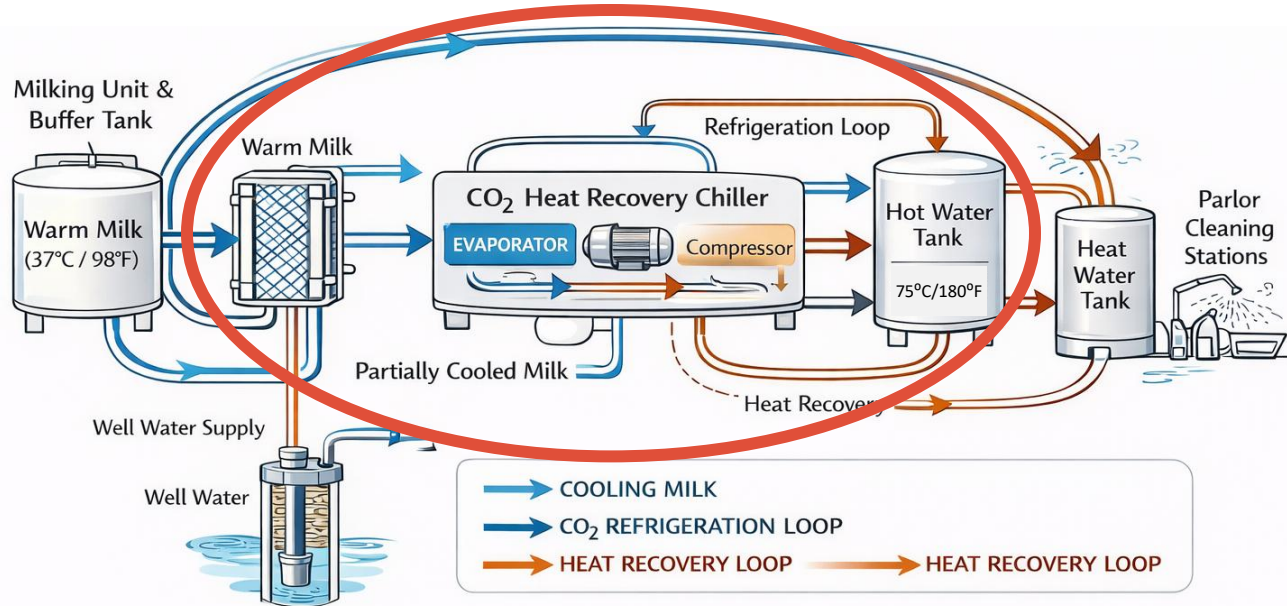 Milking Unit &
Buffer Tank
Warm Milk
(37°C / 98°F)
Warm Milk
Refrigeration Loop
CO₂ Heat Recovery Chiller
EVAPORATOR
Compressor
Hot Water
Tank
75°C/180°F
Heat
Water
Tank
Parlor
Cleaning
Stations
Partially Cooled Milk
Heat Recovery
Well Water Supply
Well Water
COOLING MILK
CO₂ REFRIGERATION LOOP
HEAT RECOVERY LOOP
HEAT RECOVERY LOOP